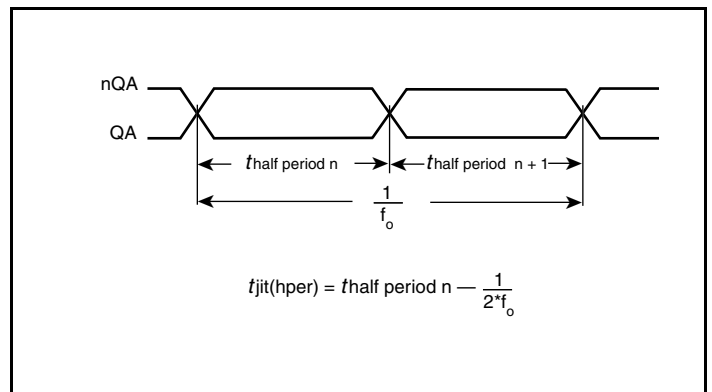 nQA
QA
thalf period n
thalf period n + 1
1
fo
tjit(hper) = thalf period n — 1
2*fo